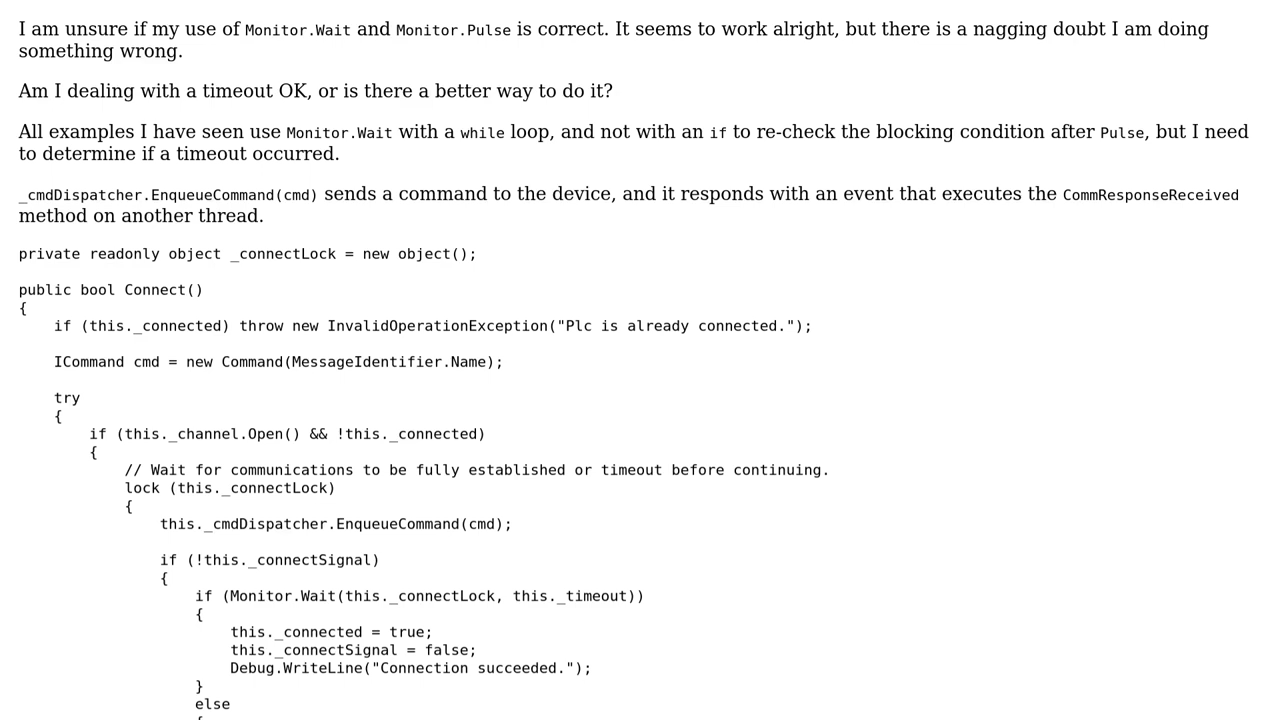 I am unsure if my use of Monitor.Wait and Monitor.Pulse is correct. It seems to work alright, but there is a nagging doubt I am doing
something wrong.
Am I dealing with a timeout OK, or is there a better way to do it?
All examples I have seen use Monitor.Wait with a while loop, and not with an if to re-check the blocking condition after Pulse, but I need
to determine if a timeout occurred.
_cmdDispatcher.EnqueueCommand(cmd) sends a command to the device, and it responds with an event that executes the CommResponseReceived
method on another thread.
private readonly object _connectLock = new object();
public bool Connect()
{
    if (this._connected) throw new InvalidOperationException("Plc is already connected.");
    ICommand cmd = new Command(MessageIdentifier.Name);
    try
    {
        if (this._channel.Open() && !this._connected)
        {
            // Wait for communications to be fully established or timeout before continuing.
            lock (this._connectLock)
            {
                this._cmdDispatcher.EnqueueCommand(cmd);
                if (!this._connectSignal)
                {
                    if (Monitor.Wait(this._connectLock, this._timeout))
                    {
                        this._connected = true;
                        this._connectSignal = false;
                        Debug.WriteLine("Connection succeeded.");
                    }
                    else